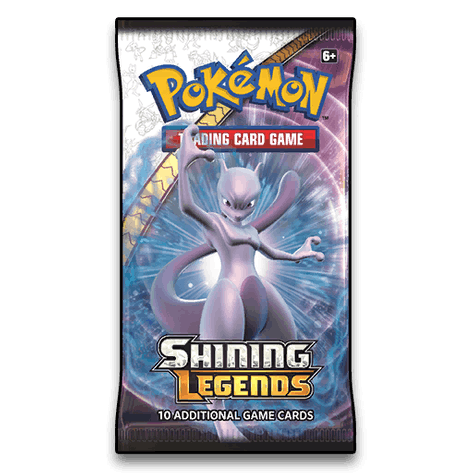 6+
POKéMON
TRADING CARD GAME
SHINING
LEGENDS
10 ADDITIONAL GAME CARDS